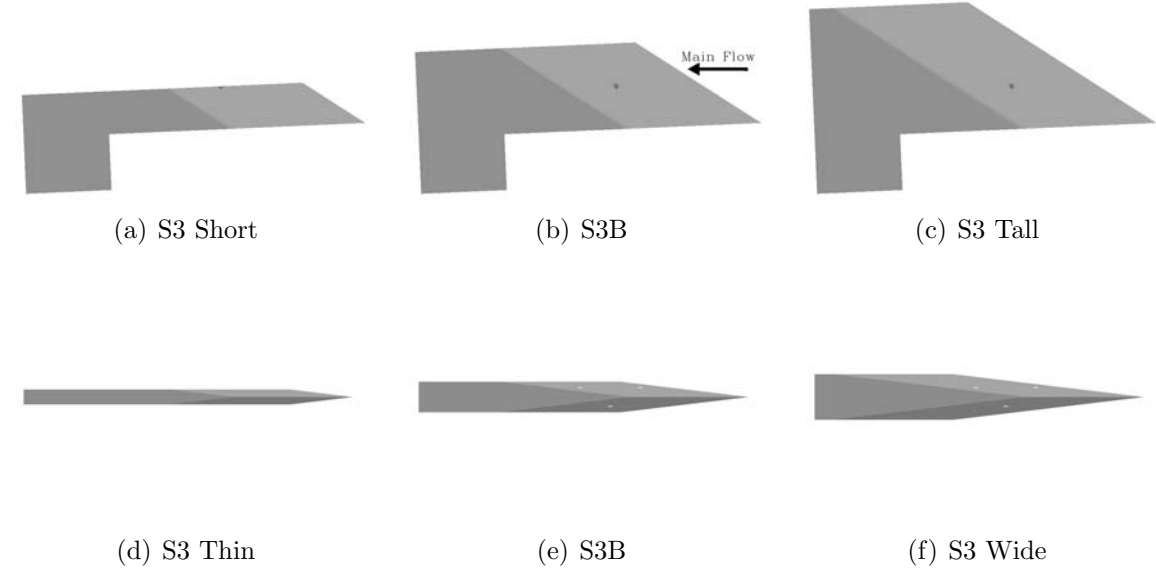 Main Flow
(a) S3 Short
(b) S3B
(c) S3 Tall
(d) S3 Thin
(e) S3B
(f) S3 Wide